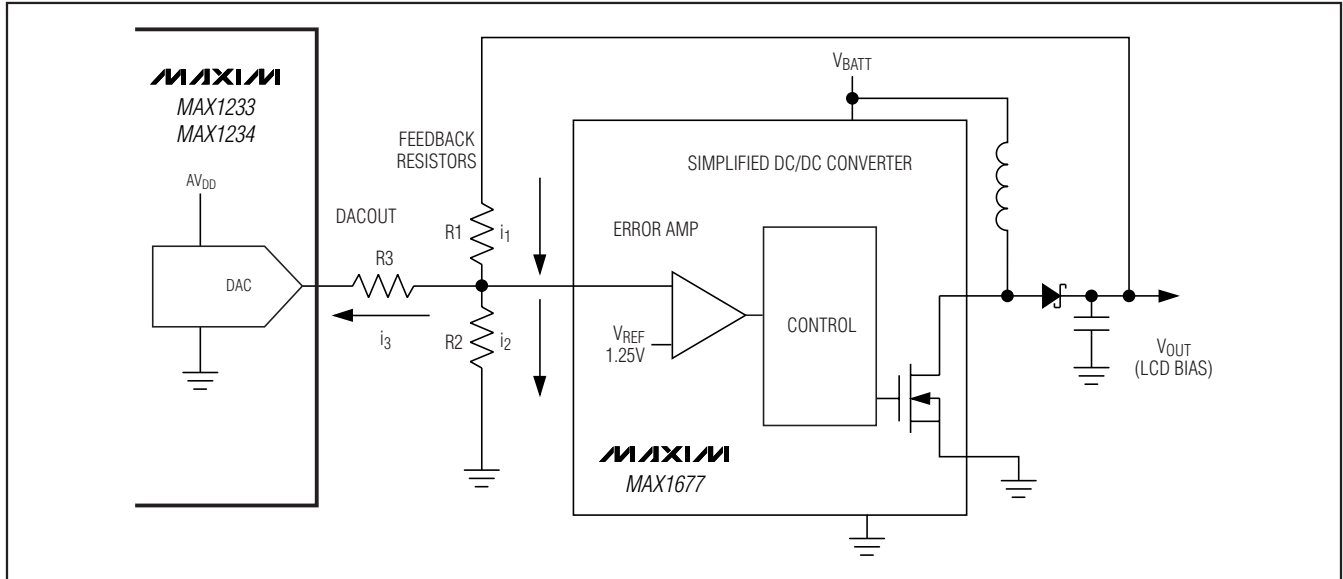 MAXIM
MAX1233
MAX1234
AVDD
DAC
DACOUT
R3
i3
FEEDBACK
RESISTORS
R1
i1
R2
i2
VBATT
SIMPLIFIED DC/DC CONVERTER
ERROR AMP
VREF
1.25V
CONTROL
MAXIM
MAX1677
VOUT
(LCD BIAS)